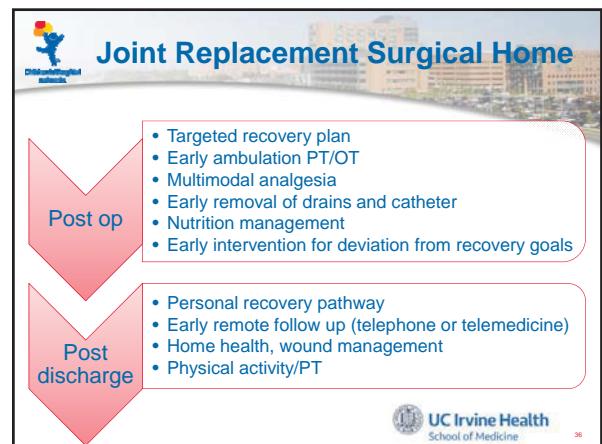 Joint Replacement Surgical Home
Post op
• Targeted recovery plan
• Early ambulation PT/OT
• Multimodal analgesia
• Early removal of drains and catheter
• Nutrition management
• Early intervention for deviation from recovery goals
Post
discharge
• Personal recovery pathway
• Early remote follow up (telephone or telemedicine)
• Home health, wound management
• Physical activity/PT
UC Irvine Health
School of Medicine
36